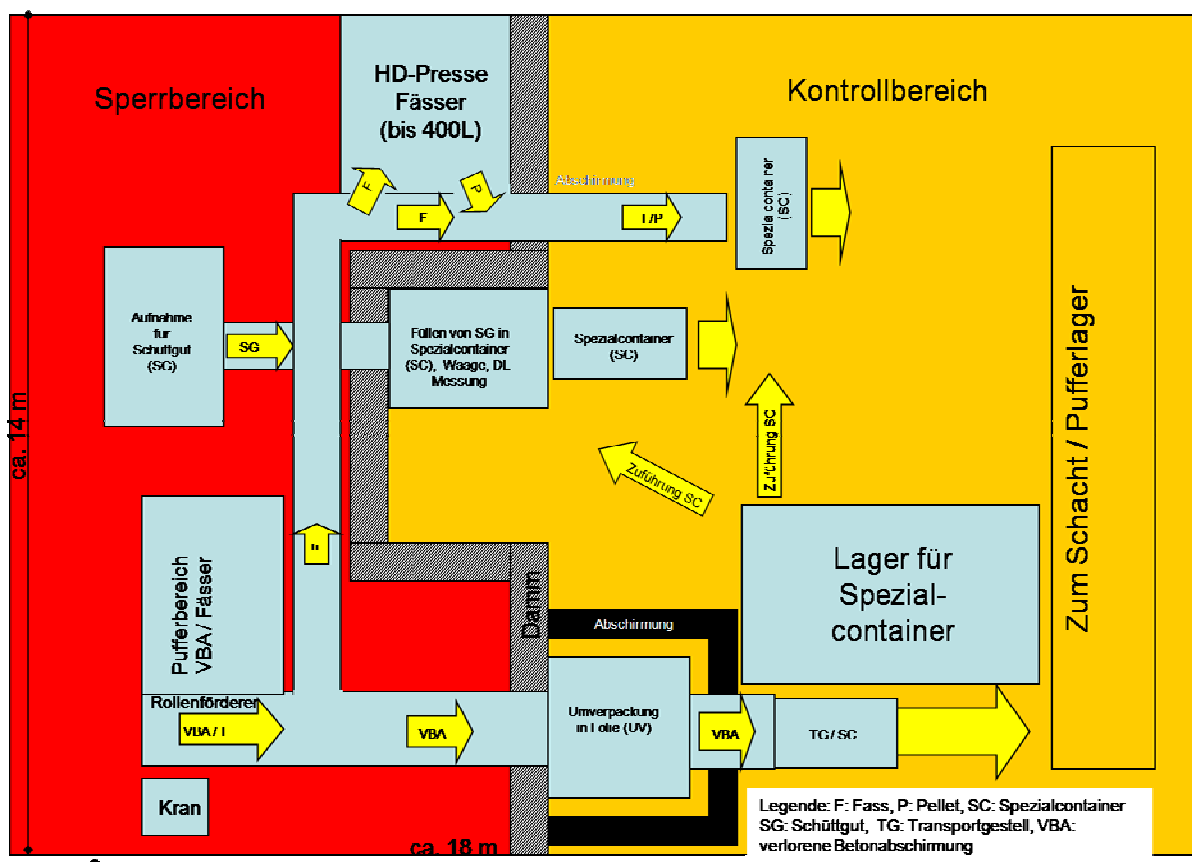 Sperrbereich
HD-Presse
Fässer
(bis 400L)
Kontrollbereich
Abschirmung
F
P
F
F/P
Spezialcontainer
(SC)
Aufnahme
für
Schüttgut
(SG)
SG
Füllen von SG in
Spezialcontainer
(SC), Waage, DL
Messung
Spezialcontainer
(SC)
Zum Schacht / Pufferlager
ca. 14 m
Zuführung SC
Zuführung SC
F
Pufferbereich
VBA / Fässer
Damm
Lager für
Spezial-
container
Abschirmung
Rollenförderer
VBA / F
VBA
Umverpackung
in Folie (UV)
VBA
TG / SC
Kran
ca. 18 m
Legende: F: Fass, P: Pellet, SC: Spezialcontainer
SG: Schüttgut, TG: Transportgestell, VBA:
verlorene Betonabschirmung